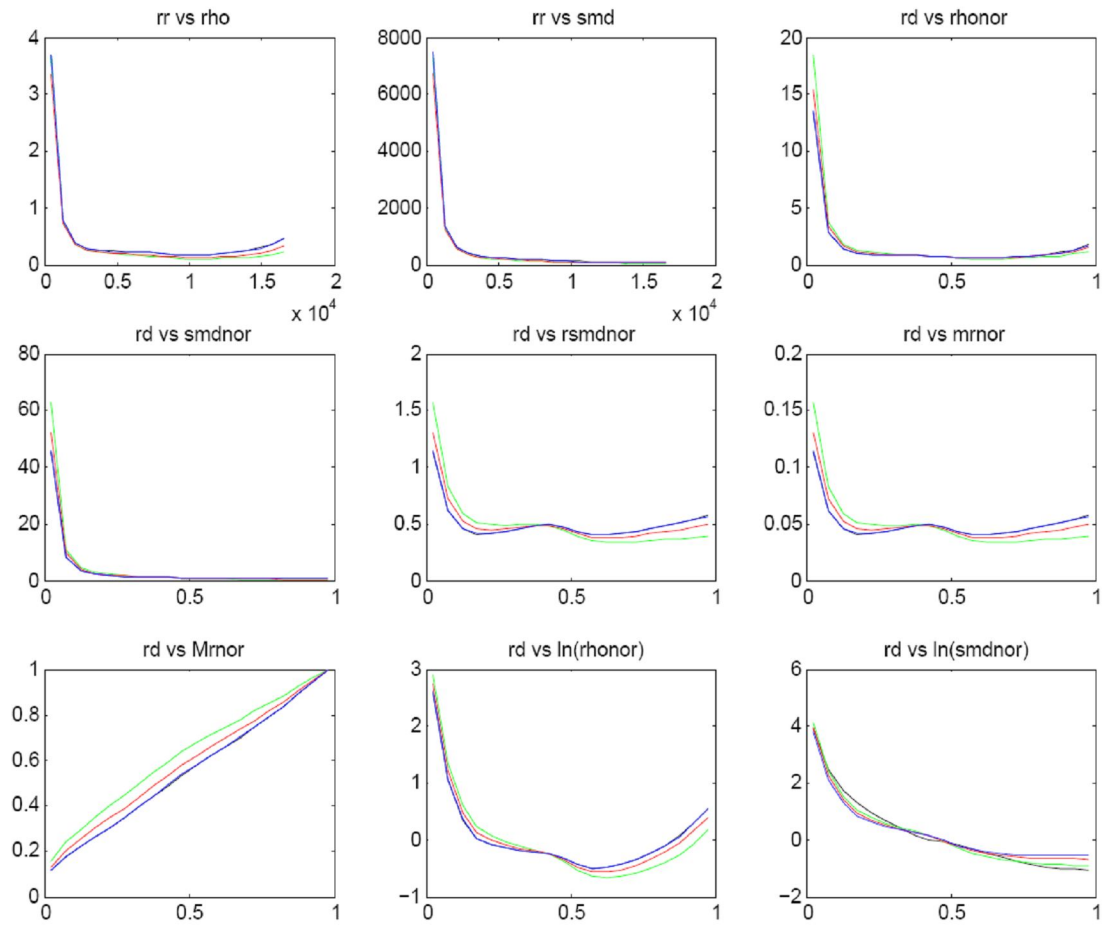 rr vs rho
rr vs smd
rd vs rhonor
4
3
2
1
0
0 0.5 1 1.5 2
x 10^4
8000
6000
4000
2000
0
0 0.5 1 1.5 2
x 10^4
20
15
10
5
0
0 0.5 1
rd vs smdnor
rd vs rsmdnor
rd vs mrnor
80
60
40
20
0
0 0.5 1
2
1.5
1
0.5
0
0 0.5 1
0.2
0.15
0.1
0.05
0
0 0.5 1
rd vs Mrnor
rd vs ln(rhonor)
rd vs ln(smdnor)
1
0.8
0.6
0.4
0.2
0
0 0.5 1
3
2
1
0
−1
0 0.5 1
6
4
2
0
−2
0 0.5 1